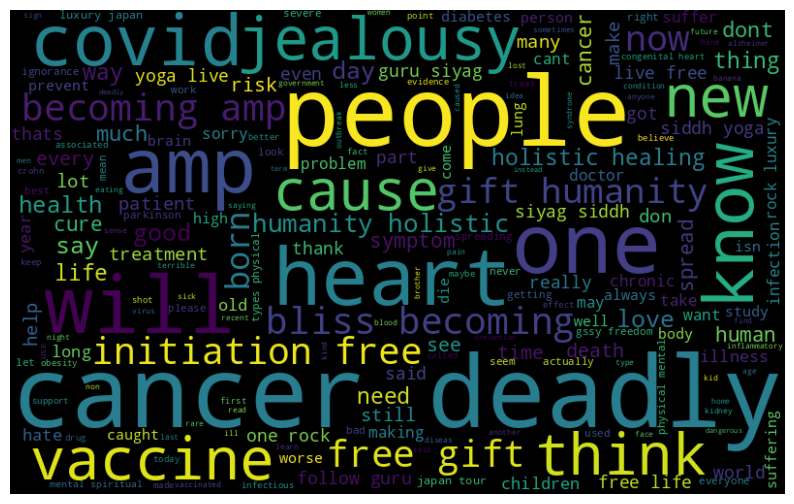 sign luxury japan severe women point diabetes person right suffer future hand alzheimer
covid jealousy many now dont
ignorance way yoga live risk even day guru siyag cant cancer make live free thing congenital heart
prevent government work less evidence lost treat idea lung syndrome banana condition anyone
becoming amp people got new
thats deadly outbreak caused siddh yoga
associated much brain sorry better look fact problem part come doctor instead believe
men every mean amp holistic healing
crohn lot eating patient saying tarn give cause gift humanity know infection rock luxury
best health parkinson high siyag siddh don
year cure sense born humanity holistic spread isn
keep say good thank symptom spreading chronic
terrible treatment types physical one
life shot sick old heart die pain maybe never really always take
help virus please recent brother getting effect may want study
will bliss becoming well love human
let long night obesity kind blood see time death gssy freedom body inflammatory
initiation free prevention called illness find
use said seem actually type kid age
cancer deadly physical mental
non support first read rare need still kidney home dangerous
hate drug caught ill one rock bad making diseas another used face world suffering
vaccine today last worse learn free gift think everyone
infectious follow guru japan tour children free life
mental spiritual made vaccinated
sometimes